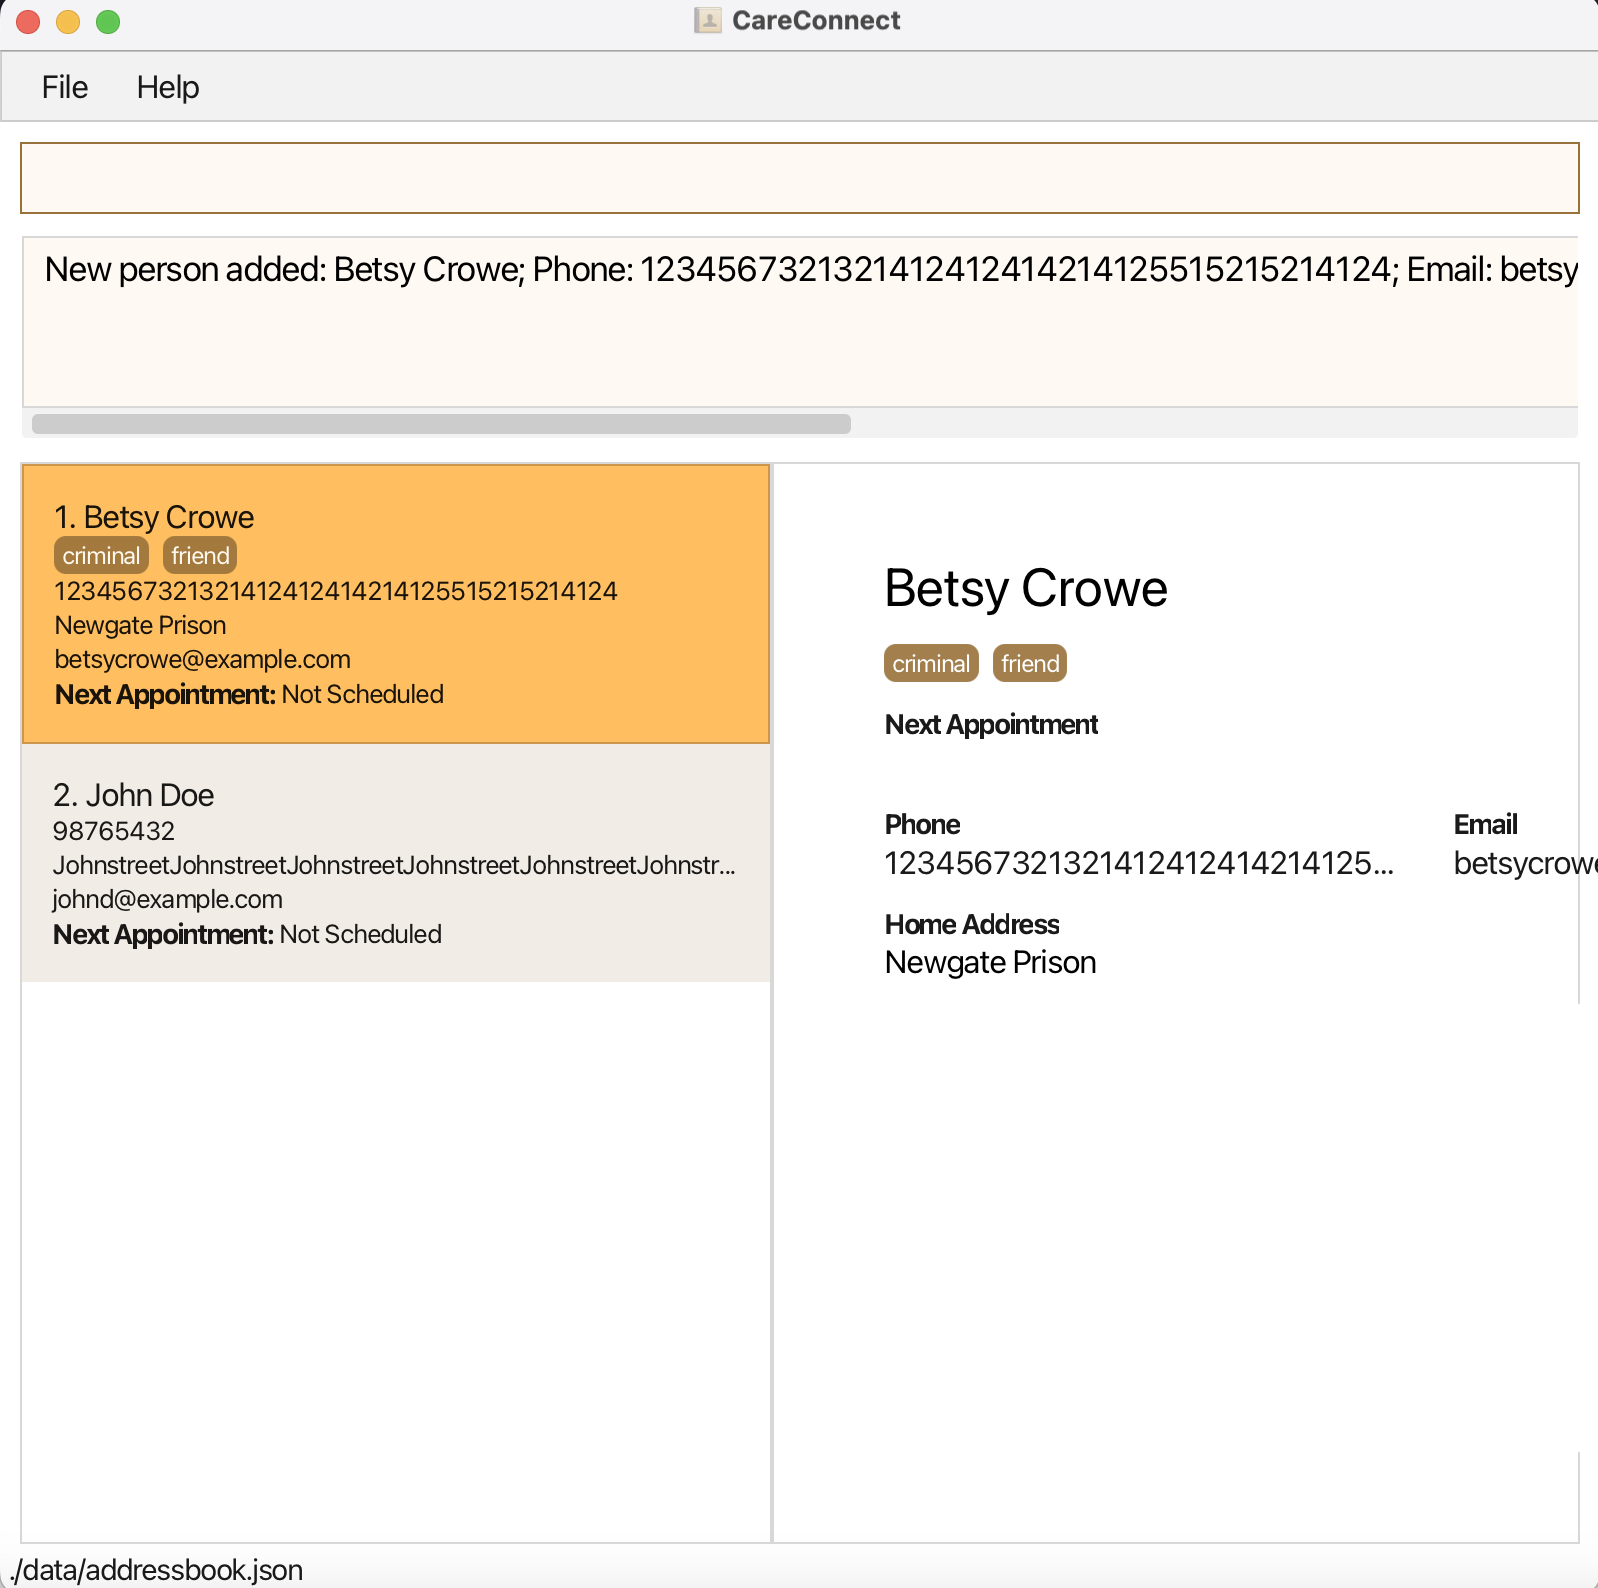 CareConnect
File Help
New person added: Betsy Crowe; Phone: 1234567321321412412414214125515215214124; Email: betsy
1. Betsy Crowe
criminal friend
1234567321321412412414214125515215214124
Newgate Prison
betsycrowe@example.com
Next Appointment: Not Scheduled
2. John Doe
98765432
JohnstreetJohnstreetJohnstreetJohnstreetJohnstreetJohnstr...
johnd@example.com
Next Appointment: Not Scheduled
Betsy Crowe
criminal friend
Next Appointment
Phone Email
12345673213214124124142141​25... betsycrowe
Home Address
Newgate Prison
./data/addressbook.json